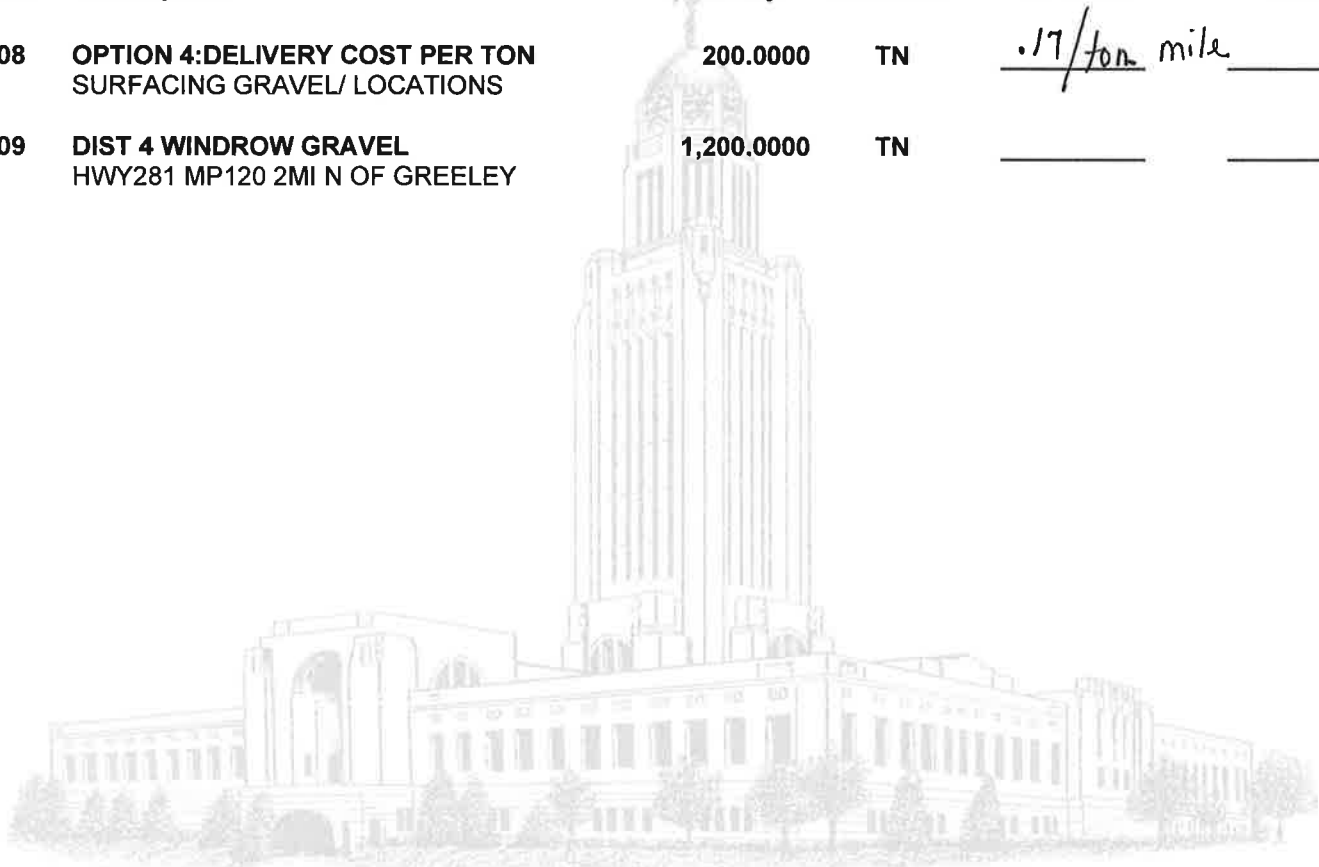 08 OPTION 4:DELIVERY COST PER TON 200.0000 TN .17/ton mile
SURFACING GRAVEL/ LOCATIONS
09 DIST 4 WINDROW GRAVEL 1,200.0000 TN
HWY281 MP120 2MI N OF GREELEY